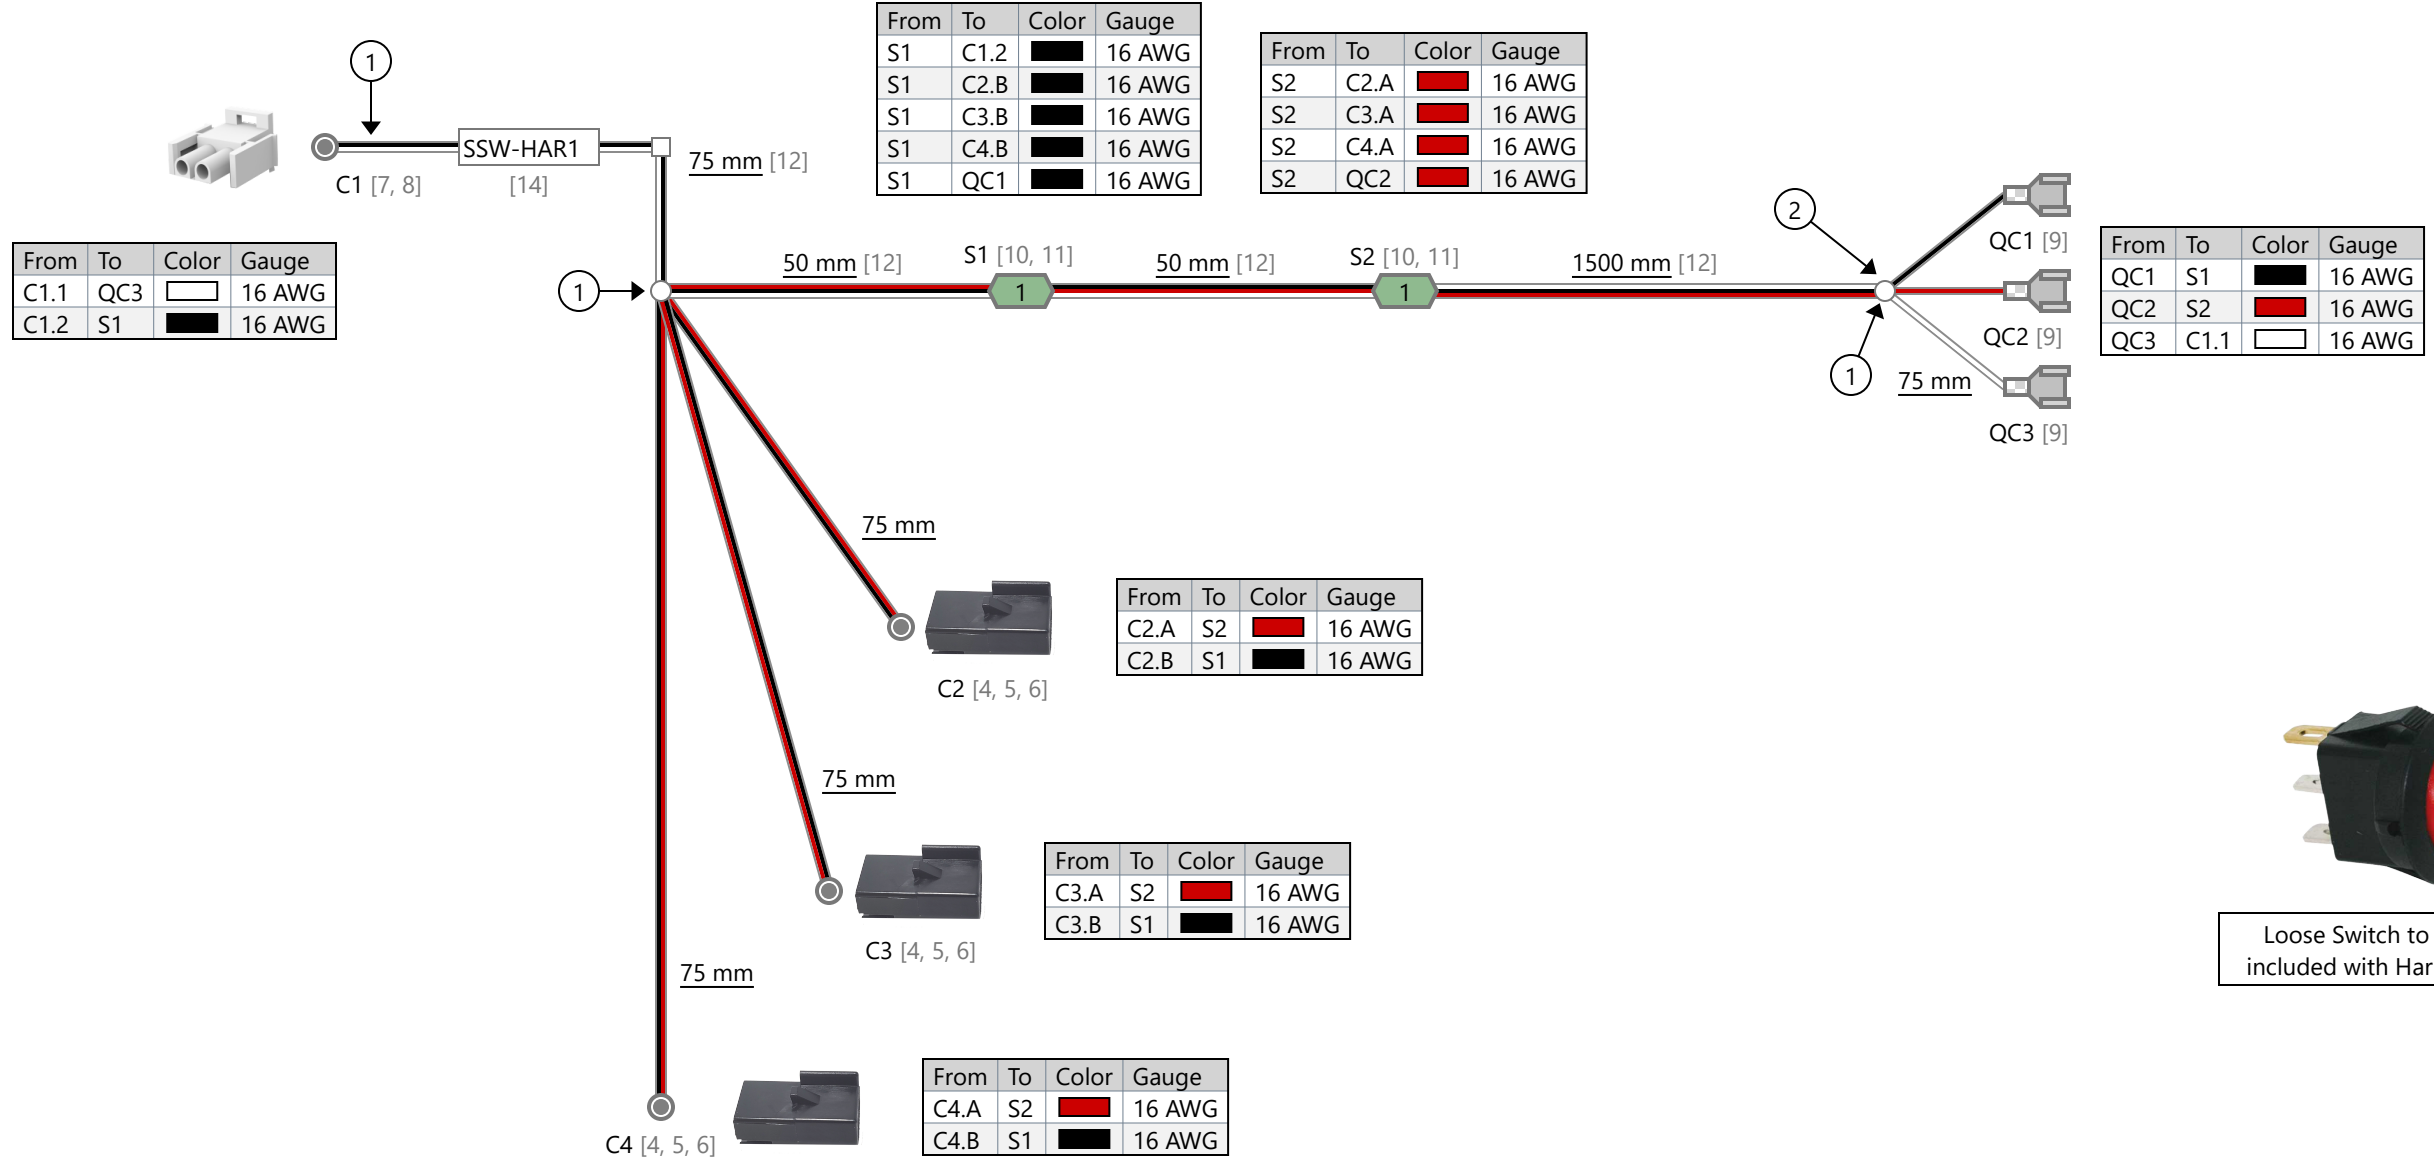 From To Color Gauge
S1 C1.2 16 AWG
S1 C2.B 16 AWG
S1 C3.B 16 AWG
S1 C4.B 16 AWG
S1 QC1 16 AWG
From To Color Gauge
S2 C2.A 16 AWG
S2 C3.A 16 AWG
S2 C4.A 16 AWG
S2 QC2 16 AWG
1
SSW-HAR1
C1 [7, 8]
[14]
75 mm [12]
From To Color Gauge
C1.1 QC3 16 AWG
C1.2 S1 16 AWG
1
50 mm [12]
S1 [10, 11]
1
50 mm [12]
S2 [10, 11]
1
1500 mm [12]
2
1
75 mm
QC1 [9]
QC2 [9]
QC3 [9]
From To Color Gauge
QC1 S1 16 AWG
QC2 S2 16 AWG
QC3 C1.1 16 AWG
75 mm
C2 [4, 5, 6]
From To Color Gauge
C2.A S2 16 AWG
C2.B S1 16 AWG
75 mm
C3 [4, 5, 6]
From To Color Gauge
C3.A S2 16 AWG
C3.B S1 16 AWG
75 mm
C4 [4, 5, 6]
From To Color Gauge
C4.A S2 16 AWG
C4.B S1 16 AWG
Loose Switch to
included with Har